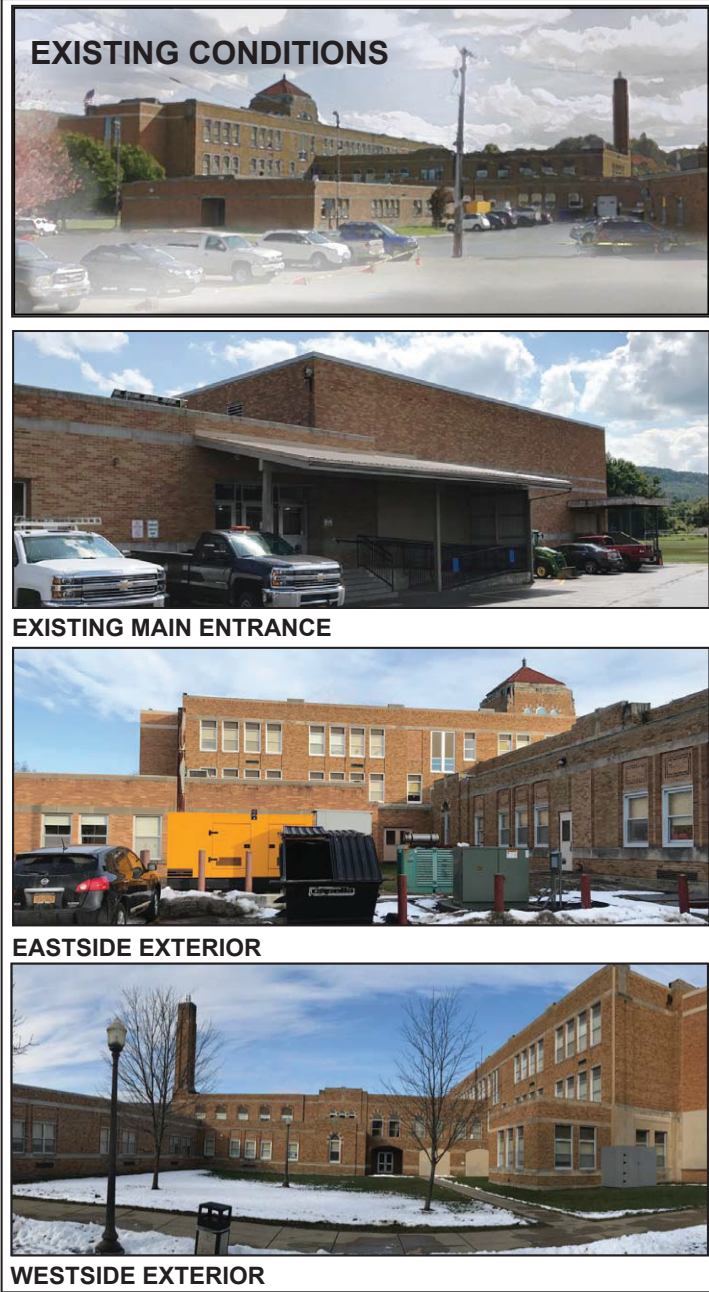 EXISTING CONDITIONS
EXISTING MAIN ENTRANCE
EASTSIDE EXTERIOR
WESTSIDE EXTERIOR